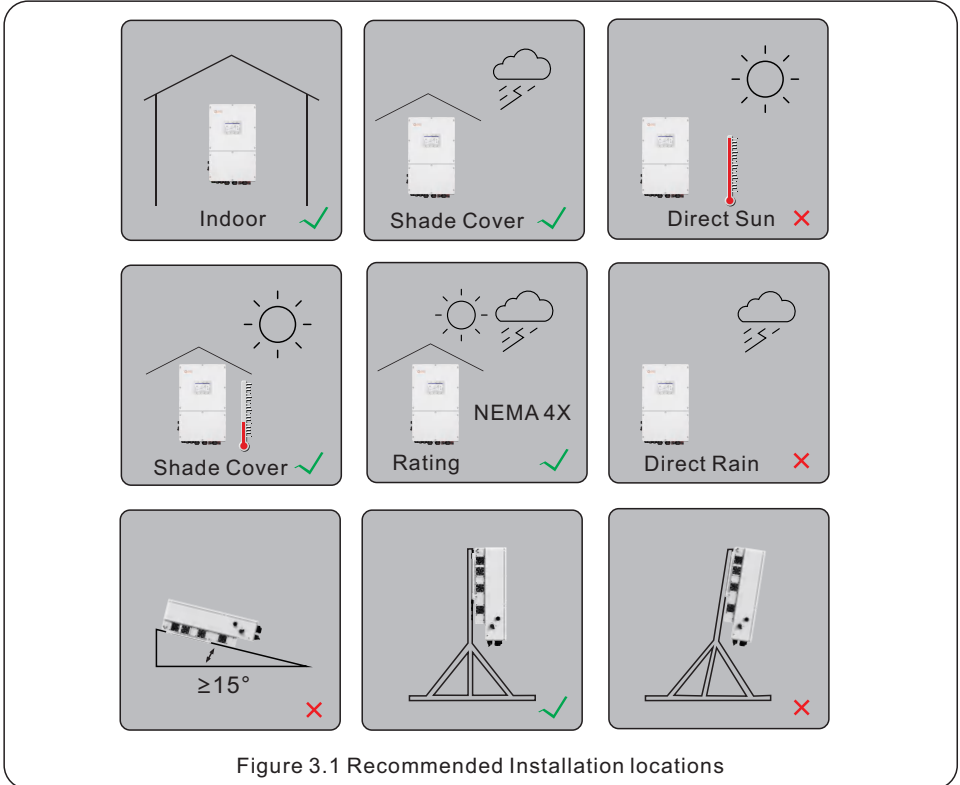 Indoor
Shade Cover
Direct Sun
Shade Cover
NEMA 4X
Rating
Direct Rain
≥15°
Figure 3.1 Recommended Installation locations